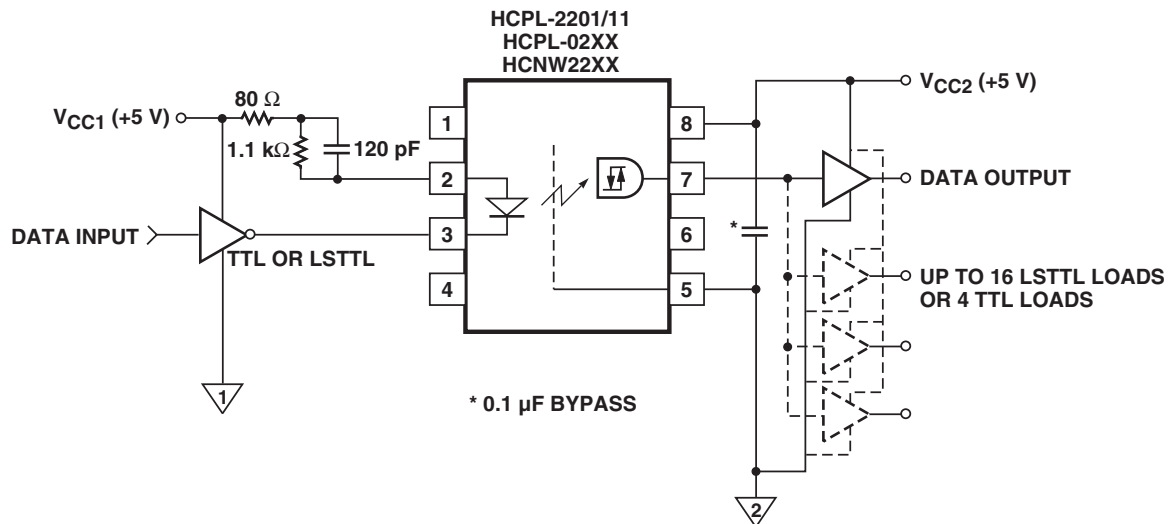 HCPL-2201/11
HCPL-02XX
HCNW22XX
VCC1 (+5 V)
80 Ω
1.1 kΩ
120 pF
1
2
3
4
8
7
6
5
VCC2 (+5 V)
DATA OUTPUT
DATA INPUT
TTL OR LSTTL
*
UP TO 16 LSTTL LOADS
OR 4 TTL LOADS
1
* 0.1 µF BYPASS
2